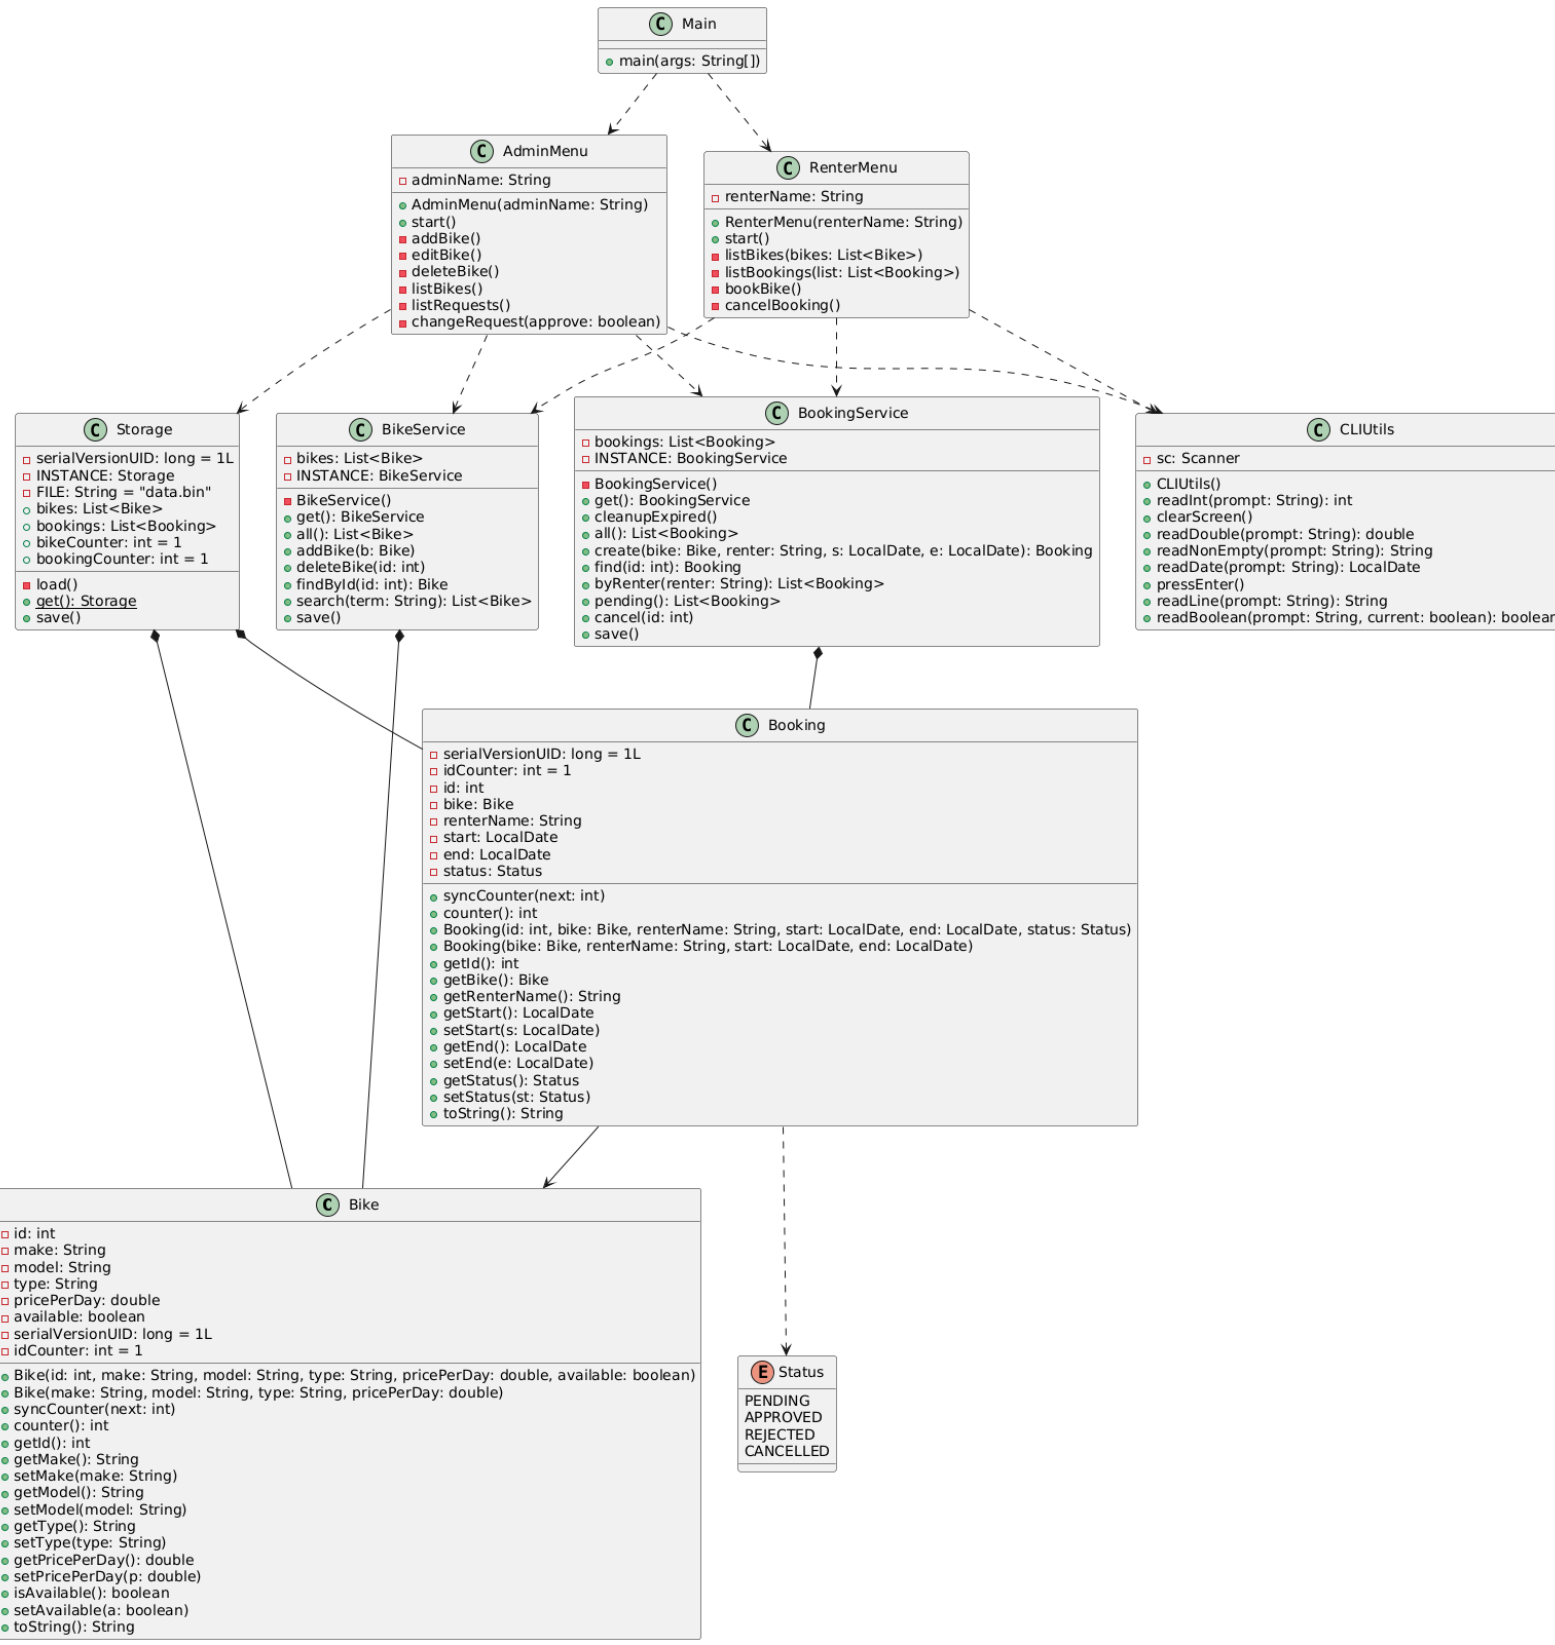 C Main
main(args: String[])
C AdminMenu
adminName: String
AdminMenu(adminName: String)
start()
addBike()
editBike()
deleteBike()
listBikes()
listRequests()
changeRequest(approve: boolean)
C RenterMenu
renterName: String
RenterMenu(renterName: String)
start()
listBikes(bikes: List<Bike>)
listBookings(list: List<Booking>)
bookBike()
cancelBooking()
C Storage
serialVersionUID: long = 1L
INSTANCE: Storage
FILE: String = "data.bin"
bikes: List<Bike>
bookings: List<Booking>
bikeCounter: int = 1
bookingCounter: int = 1
load()
get(): Storage
save()
C BikeService
bikes: List<Bike>
INSTANCE: BikeService
BikeService()
get(): BikeService
all(): List<Bike>
addBike(b: Bike)
deleteBike(id: int)
findById(id: int): Bike
search(term: String): List<Bike>
save()
C BookingService
bookings: List<Booking>
INSTANCE: BookingService
BookingService()
get(): BookingService
cleanupExpired()
all(): List<Booking>
create(bike: Bike, renter: String, s: LocalDate, e: LocalDate): Booking
find(id: int): Booking
byRenter(renter: String): List<Booking>
pending(): List<Booking>
cancel(id: int)
save()
C CLIUtils
sc: Scanner
CLIUtils()
readInt(prompt: String): int
clearScreen()
readDouble(prompt: String): double
readNonEmpty(prompt: String): String
readDate(prompt: String): LocalDate
pressEnter()
readLine(prompt: String): String
readBoolean(prompt: String, current: boolean): boolean
C Booking
serialVersionUID: long = 1L
idCounter: int = 1
id: int
bike: Bike
renterName: String
start: LocalDate
end: LocalDate
status: Status
syncCounter(next: int)
counter(): int
Booking(id: int, bike: Bike, renterName: String, start: LocalDate, end: LocalDate, status: Status)
Booking(bike: Bike, renterName: String, start: LocalDate, end: LocalDate)
getId(): int
getBike(): Bike
getRenterName(): String
getStart(): LocalDate
setStart(s: LocalDate)
getEnd(): LocalDate
setEnd(e: LocalDate)
getStatus(): Status
setStatus(st: Status)
toString(): String
C Bike
id: int
make: String
model: String
type: String
pricePerDay: double
available: boolean
serialVersionUID: long = 1L
idCounter: int = 1
Bike(id: int, make: String, model: String, type: String, pricePerDay: double, available: boolean)
Bike(make: String, model: String, type: String, pricePerDay: double)
syncCounter(next: int)
counter(): int
getId(): int
getMake(): String
setMake(make: String)
getModel(): String
setModel(model: String)
getType(): String
setType(type: String)
getPricePerDay(): double
setPricePerDay(p: double)
isAvailable(): boolean
setAvailable(a: boolean)
toString(): String
E Status
PENDING
APPROVED
REJECTED
CANCELLED